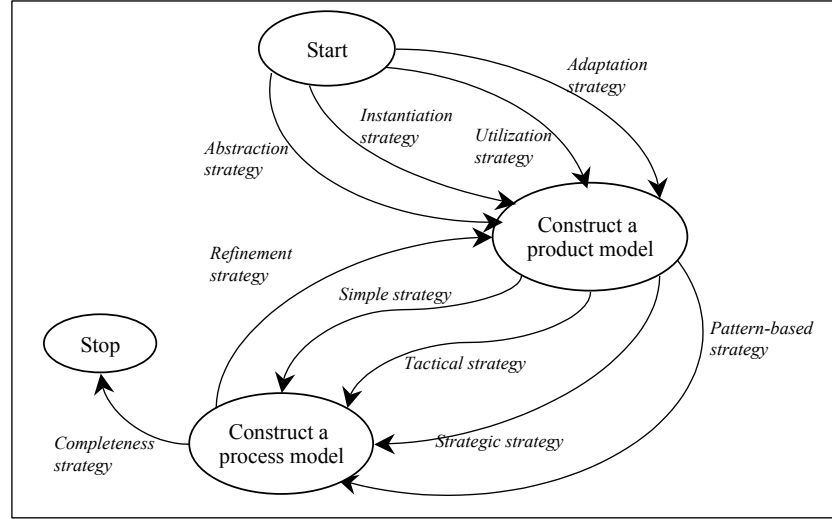 Start
Adaptation
strategy
Instantiation
strategy
Utilization
strategy
Abstraction
strategy
Construct a
product model
Refinement
strategy
Simple strategy
Stop
Pattern-based
strategy
Tactical strategy
Construct a
process model
Strategic strategy
Completeness
strategy